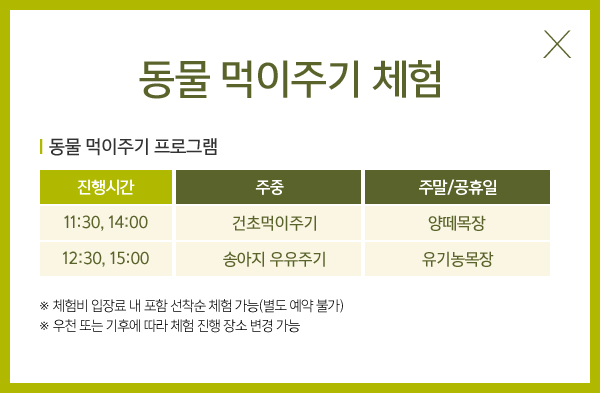 동물 먹이주기 체험
동물 먹이주기 프로그램
진행시간 주중 주말/공휴일
11:30, 14:00 건초먹이주기 양떼목장
12:30, 15:00 송아지 우유주기 유기농목장
※ 체험비 입장료 내 포함 선착순 체험 가능(별도 예약 불가)
※ 우천 또는 기후에 따라 체험 진행 장소 변경 가능